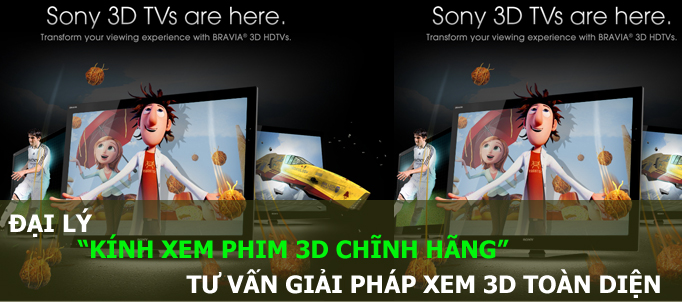 Sony 3D TVs are here.
Transform your viewing experience with BRAVIA® 3D HDTVs.
Sony 3D TVs are here.
Transform your viewing experience with BRAVIA® 3D HDTVs.
ĐẠI LÝ
“KÍNH XEM PHIM 3D CHĨNH HÃNG”
TƯ VẤN GIẢI PHÁP XEM 3D TOÀN DIỆN